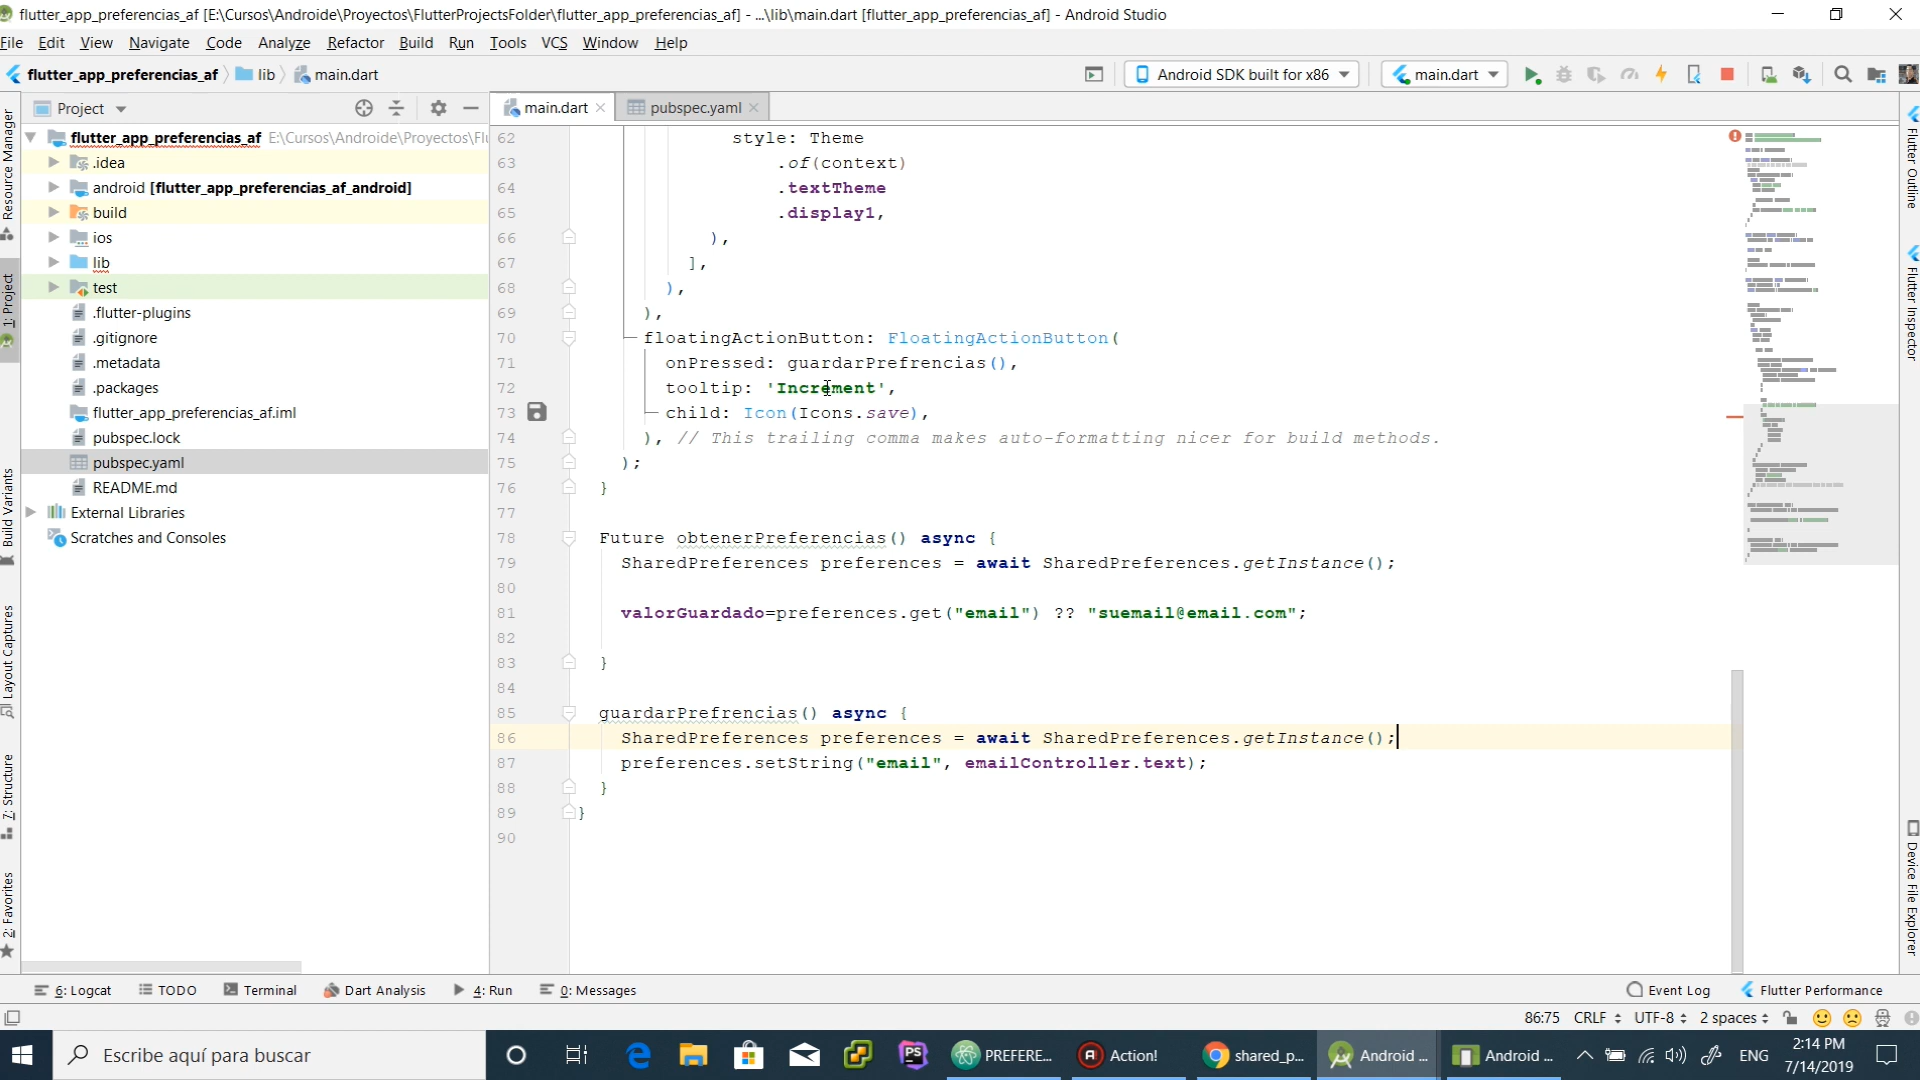 flutter_app_preferencias_af [E:\Cursos\Androide\Proyectos\FlutterProjectsFolder\flutter_app_preferencias_af] - ...\lib\main.dart [flutter_app_preferencias_af] - Android Studio
File Edit View Navigate Code Analyze Refactor Build Run Tools VCS Window Help
flutter_app_preferencias_af lib main.dart Android SDK built for x86 main.dart
Project main.dart pubspec.yaml
flutter_app_preferencias_af E:\Cursos\Androide\Proyectos\Flu
.idea
android [flutter_app_preferencias_af_android]
build
ios
lib
test
.flutter-plugins
.gitignore
.metadata
.packages
flutter_app_preferencias_af.iml
pubspec.lock
pubspec.yaml
README.md
External Libraries
Scratches and Consoles
Resource Manager
1: Project
Build Variants
Layout Captures
7: Structure
2: Favorites
62 style: Theme
63 .of(context)
64 .textTheme
65 .display1,
66 ),
67 ],
68 ),
69 ),
70 floatingActionButton: FloatingActionButton(
71 onPressed: guardarPrefrencias(),
72 tooltip: 'Increment',
73 child: Icon(Icons.save),
74 ), // This trailing comma makes auto-formatting nicer for build methods.
75 );
76 }
77
78 Future obtenerPreferencias() async {
79 SharedPreferences preferences = await SharedPreferences.getInstance();
80
81 valorGuardado=preferences.get("email") ?? "suemail@email.com";
82
83 }
84
85 guardarPrefrencias() async {
86 SharedPreferences preferences = await SharedPreferences.getInstance();
87 preferences.setString("email", emailController.text);
88 }
89 }
90
Flutter Outline
Flutter Inspector
Device File Explorer
6: Logcat TODO Terminal Dart Analysis 4: Run 0: Messages Event Log Flutter Performance
86:75 CRLF UTF-8 2 spaces
Escribe aquí para buscar PS PREFERE... Action! shared_p... Android ... Android ... ENG 2:14 PM
7/14/2019